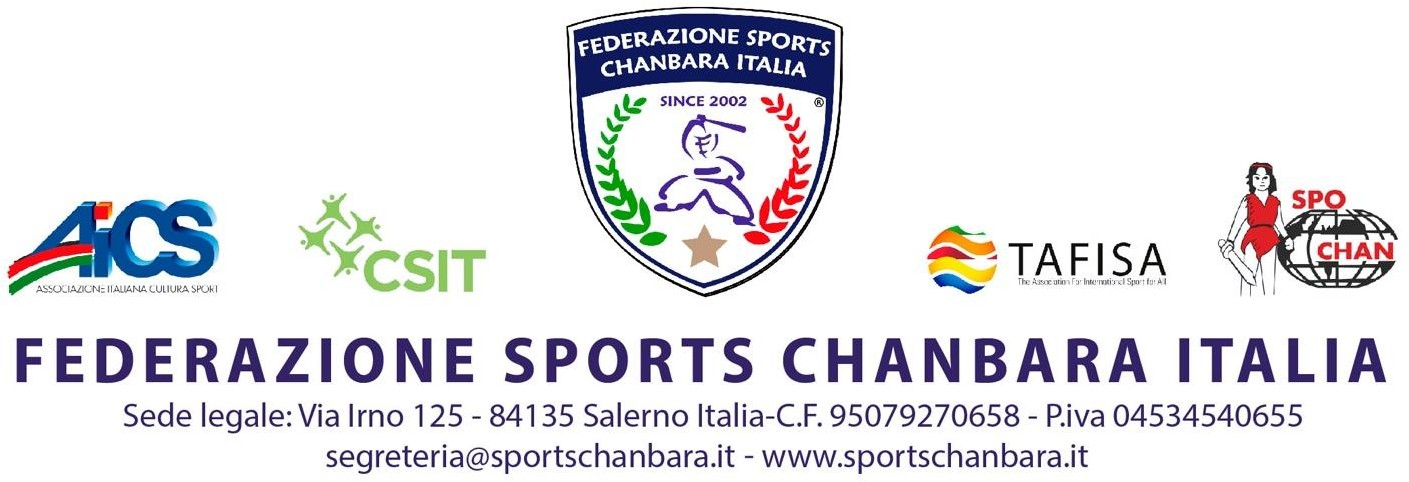 FEDERAZIONE SPORTS
CHANBARA ITALIA
SINCE 2002
®
AiCS
ASSOCIAZIONE ITALIANA CULTURA SPORT
CSIT
TAFISA
The Association For International Sport for All
SPO
CHAN
FEDERAZIONE SPORTS CHANBARA ITALIA
Sede legale: Via Irno 125 - 84135 Salerno Italia-C.F. 95079270658 - P.iva 04534540655
segreteria@sportschanbara.it - www.sportschanbara.it